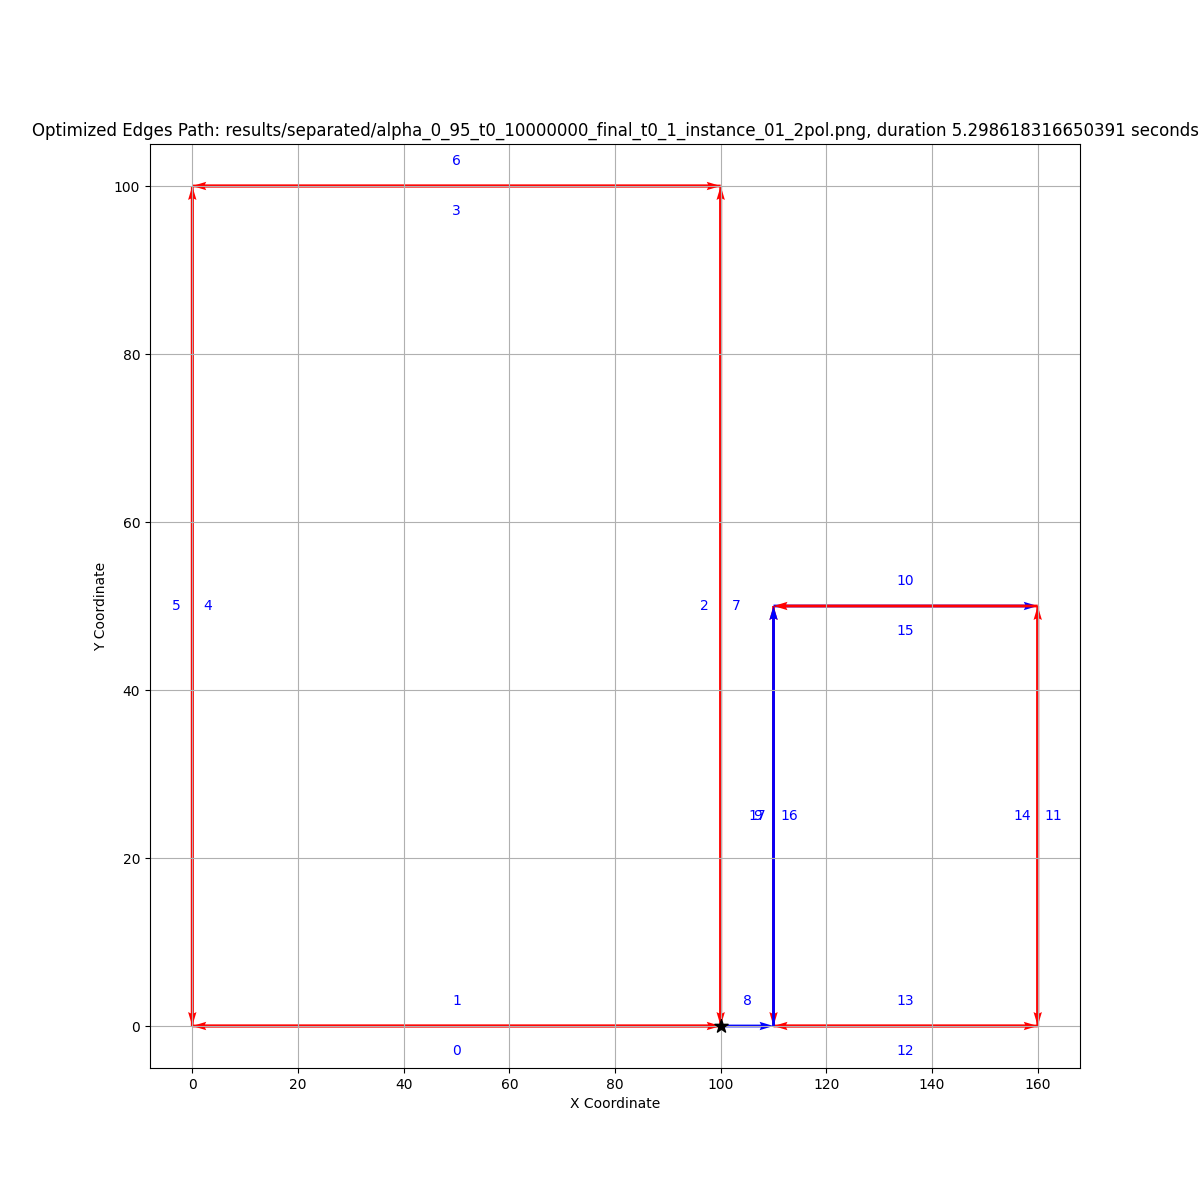 Optimized Edges Path: results/separated/alpha_0_95_t0_10000000_final_t0_1_instance_01_2pol.png, duration 5.298618316650391 seconds
6
100
3
80
60
Y Coordinate
5 4 2 7
10
15
40
17 9 16 14 11
20
8
1 13
0
0 12
0 20 40 60 80 100 120 140 160
X Coordinate